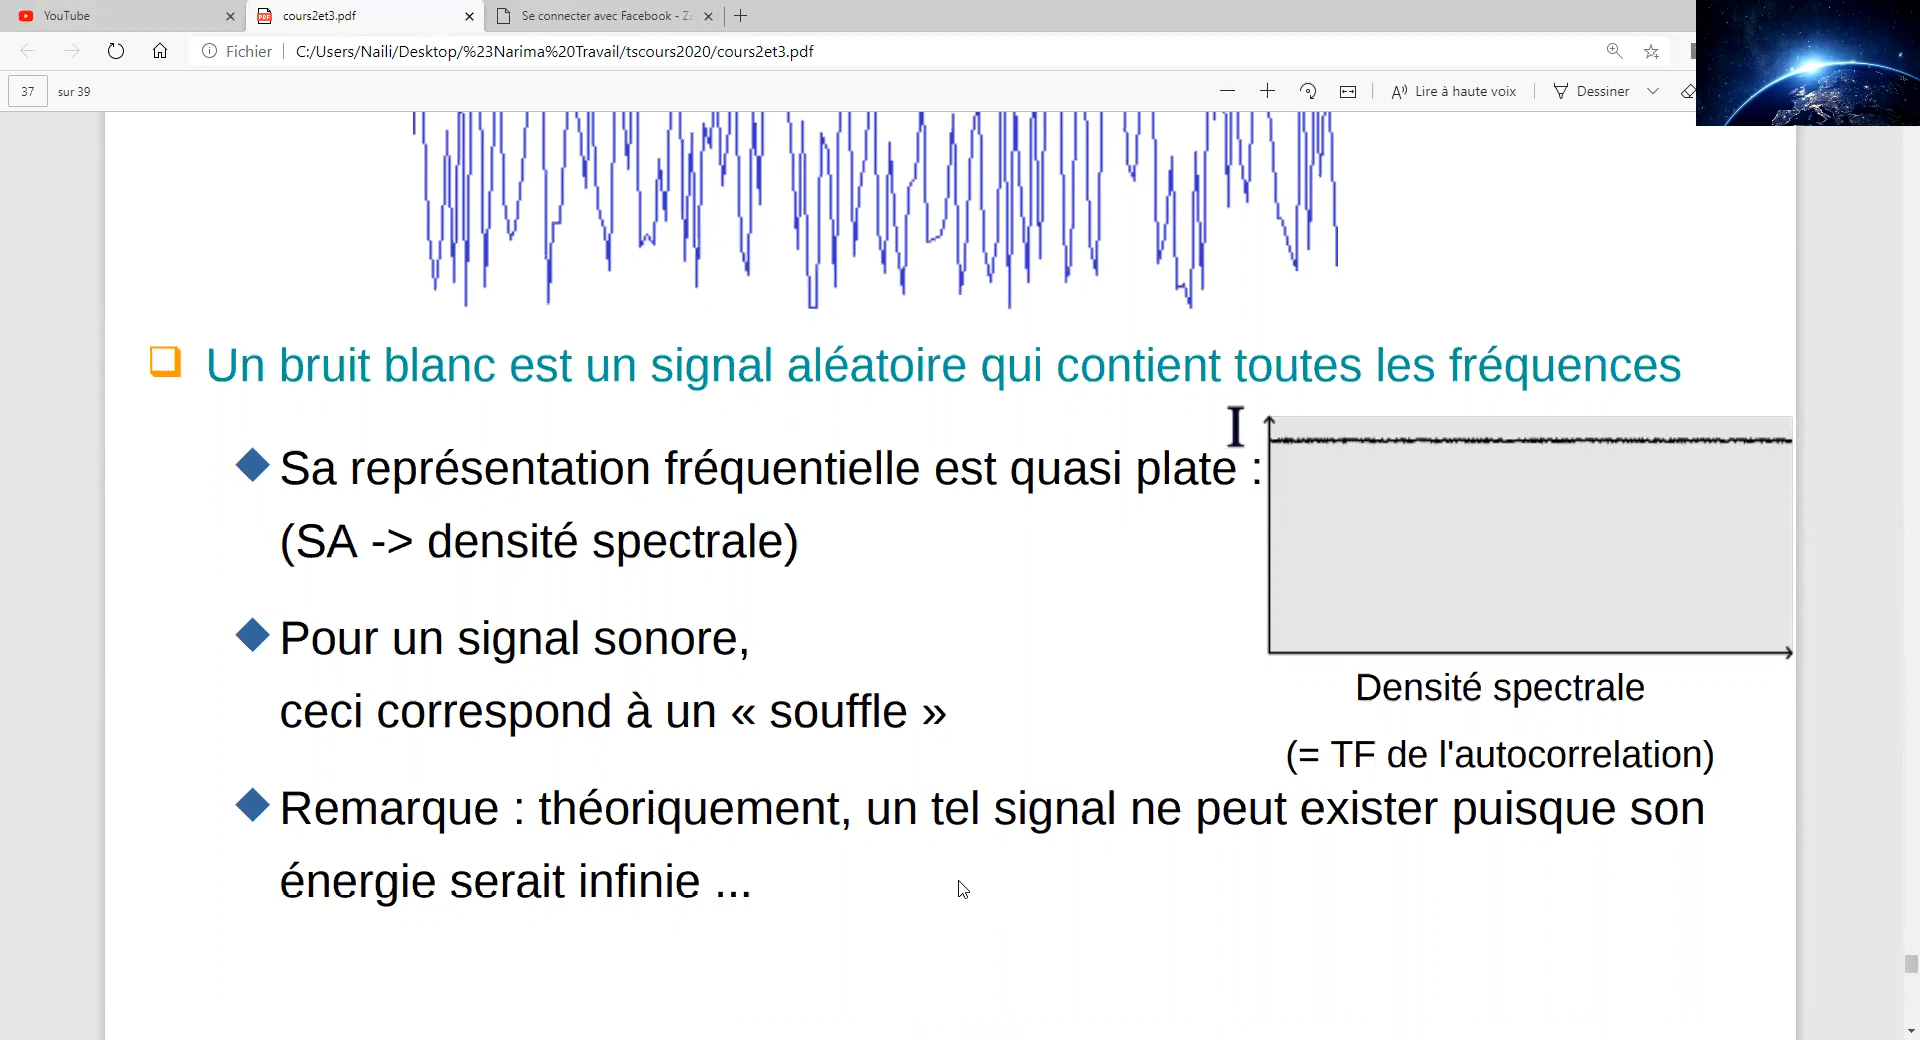 YouTube
cours2et3.pdf
Se connecter avec Facebook -
Fichier
C:/Users/Naili/Desktop/%23Narima%20Travail/tscours2020/cours2et3.pdf
37 sur 39
Lire à haute voix
Dessiner
Un bruit blanc est un signal aléatoire qui contient toutes les fréquences
I
Sa représentation fréquentielle est quasi plate :
(SA -> densité spectrale)
Pour un signal sonore,
ceci correspond à un « souffle »
Densité spectrale
(= TF de l'autocorrelation)
Remarque : théoriquement, un tel signal ne peut exister puisque son
énergie serait infinie ...